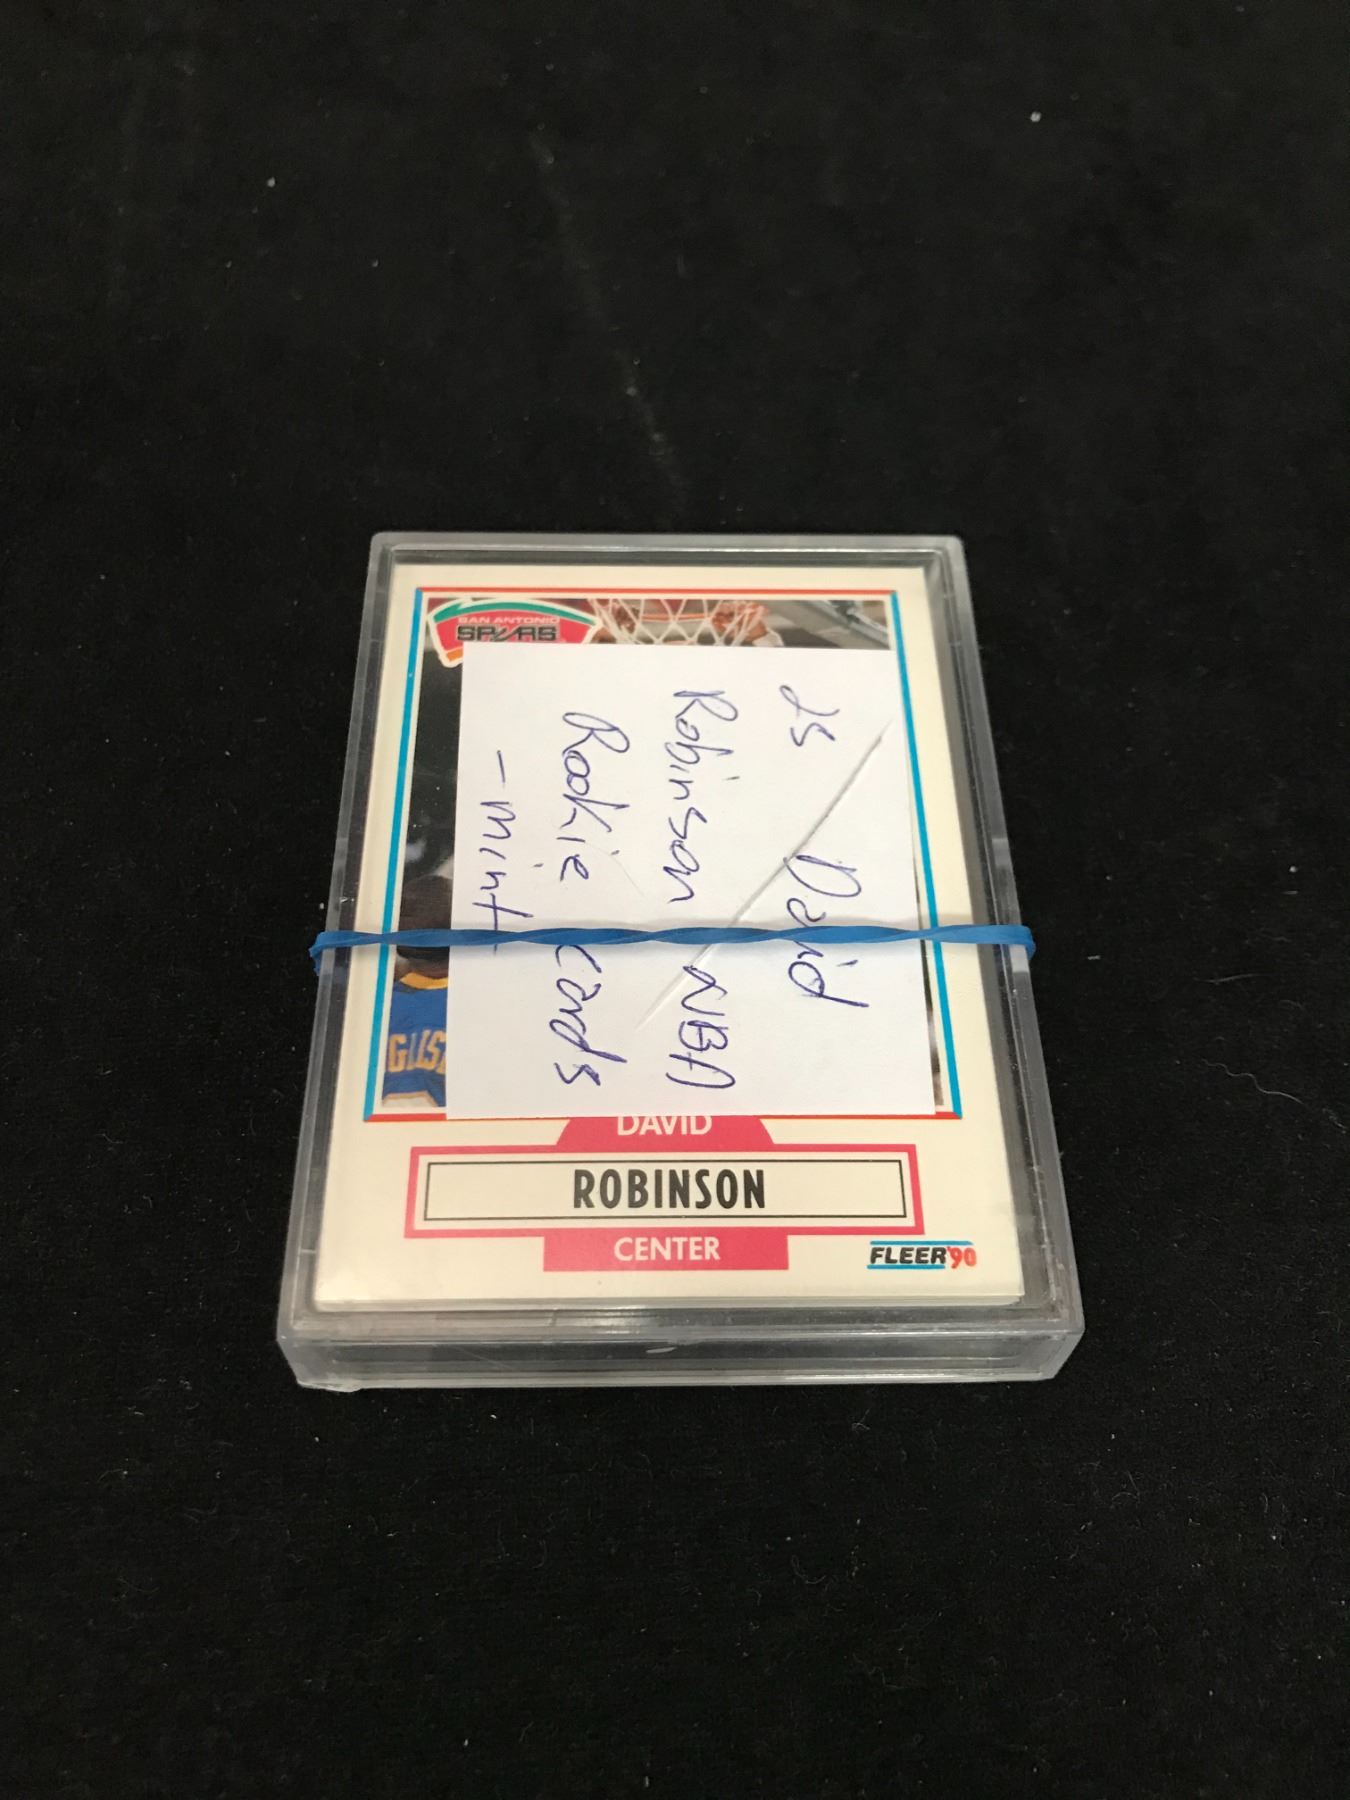 SAN ANTONIO
SPURS
25 David
Robinson NBA
Rookie cards
- mint -
DAVID
ROBINSON
CENTER
FLEER '90